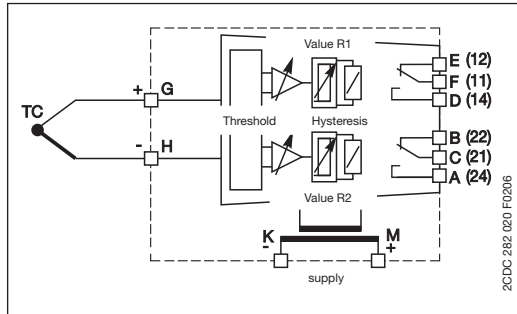 Value R1
E (12)
+ G
F (11)
TC
D (14)
Threshold
Hysteresis
B (22)
- H
C (21)
A (24)
Value R2
K
M
-
+
supply
2CDC 282 020 F0206